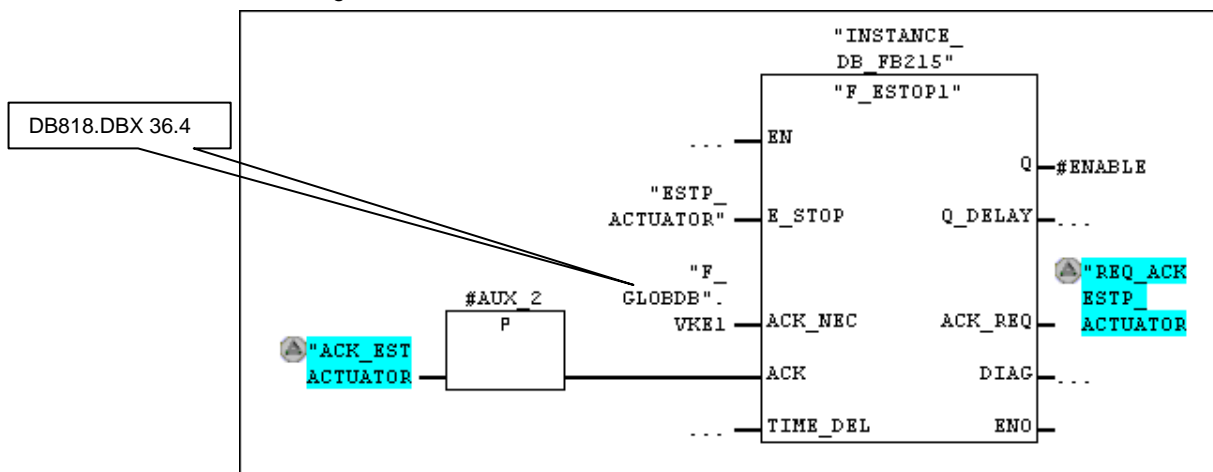 "INSTANCE_
DB_FB215"
"F_ESTOP1"
DB818.DBX 36.4
... EN
Q #ENABLE
"ESTP_
ACTUATOR" E_STOP
Q_DELAY ...
"F_
GLOBDB".
VKE1 ACK_NEC
"REQ_ACK
ESTP_
ACTUATOR
ACK_REQ
#AUX_2
P
"ACK_EST
ACTUATOR
ACK
DIAG ...
... TIME_DEL
ENO